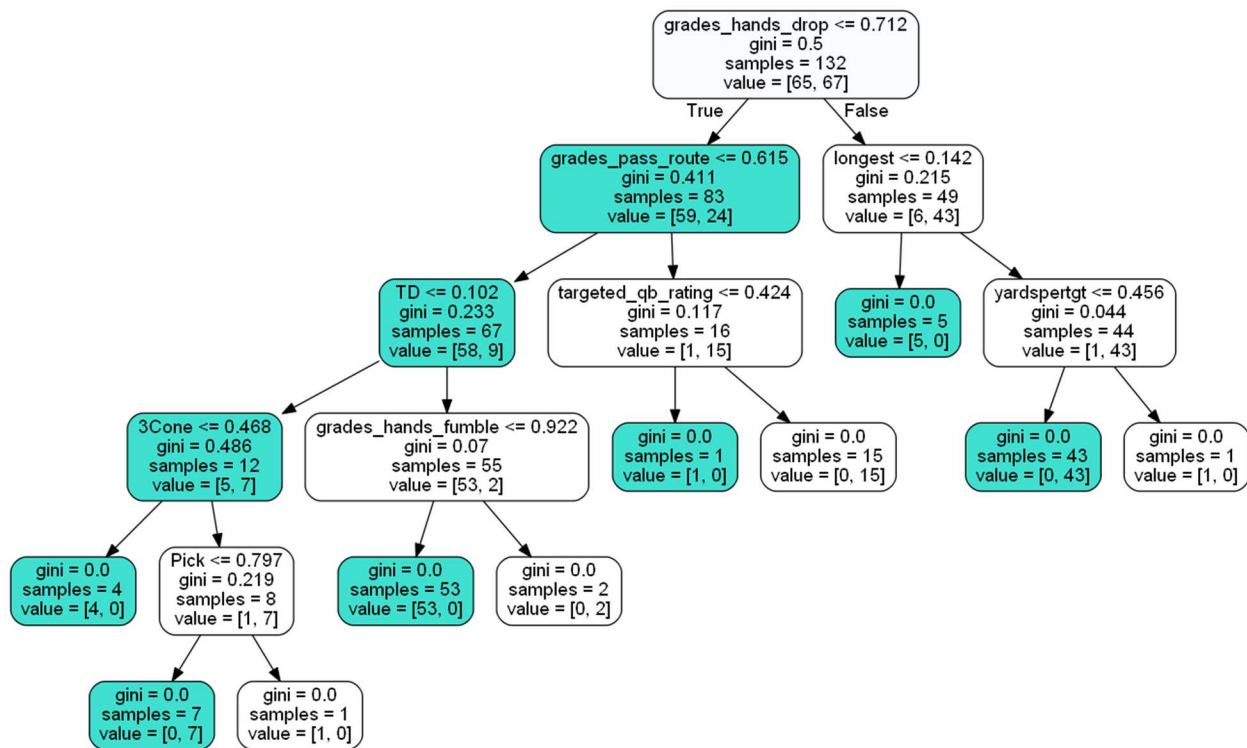 grades_hands_drop <= 0.712
gini = 0.5
samples = 132
value = [65, 67]
True
False
grades_pass_route <= 0.615
gini = 0.411
samples = 83
value = [59, 24]
longest <= 0.142
gini = 0.215
samples = 49
value = [6, 43]
TD <= 0.102
gini = 0.233
samples = 67
value = [58, 9]
targeted_qb_rating <= 0.424
gini = 0.117
samples = 16
value = [1, 15]
gini = 0.0
samples = 5
value = [5, 0]
yardspertgt <= 0.456
gini = 0.044
samples = 44
value = [1, 43]
3Cone <= 0.468
gini = 0.486
samples = 12
value = [5, 7]
grades_hands_fumble <= 0.922
gini = 0.07
samples = 55
value = [53, 2]
gini = 0.0
samples = 1
value = [1, 0]
gini = 0.0
samples = 15
value = [0, 15]
gini = 0.0
samples = 43
value = [0, 43]
gini = 0.0
samples = 1
value = [1, 0]
gini = 0.0
samples = 4
value = [4, 0]
Pick <= 0.797
gini = 0.219
samples = 8
value = [1, 7]
gini = 0.0
samples = 53
value = [53, 0]
gini = 0.0
samples = 2
value = [0, 2]
gini = 0.0
samples = 7
value = [0, 7]
gini = 0.0
samples = 1
value = [1, 0]